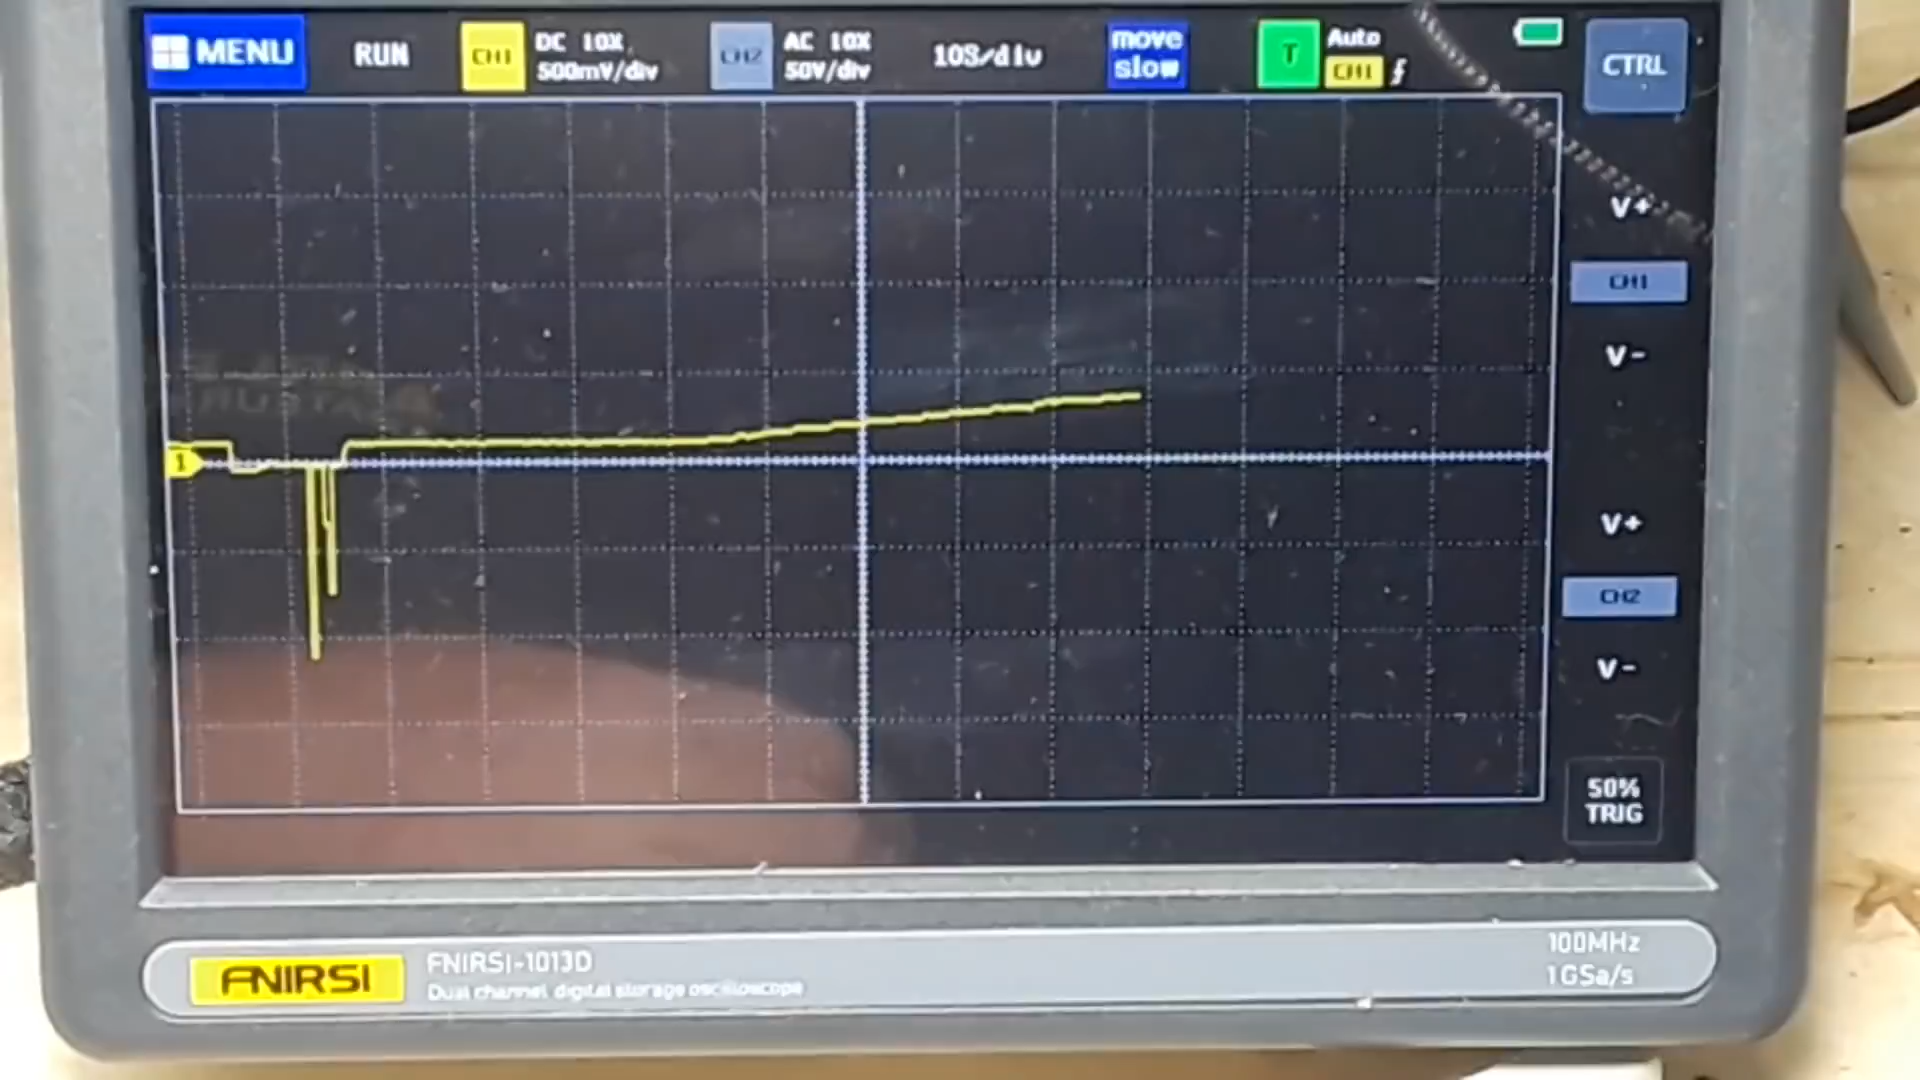 MENU
RUN
CH1
DC 10X
500mV/div
CH2
AC 10X
50V/div
10S/div
move
slow
T
Auto
CH1
CTRL
1
V+
CH1
V-
V+
CH2
V-
50%
TRIG
FNIRSI
FNIRSI-1013D
Dual channel digital storage oscilloscope
100MHz
1GSa/s